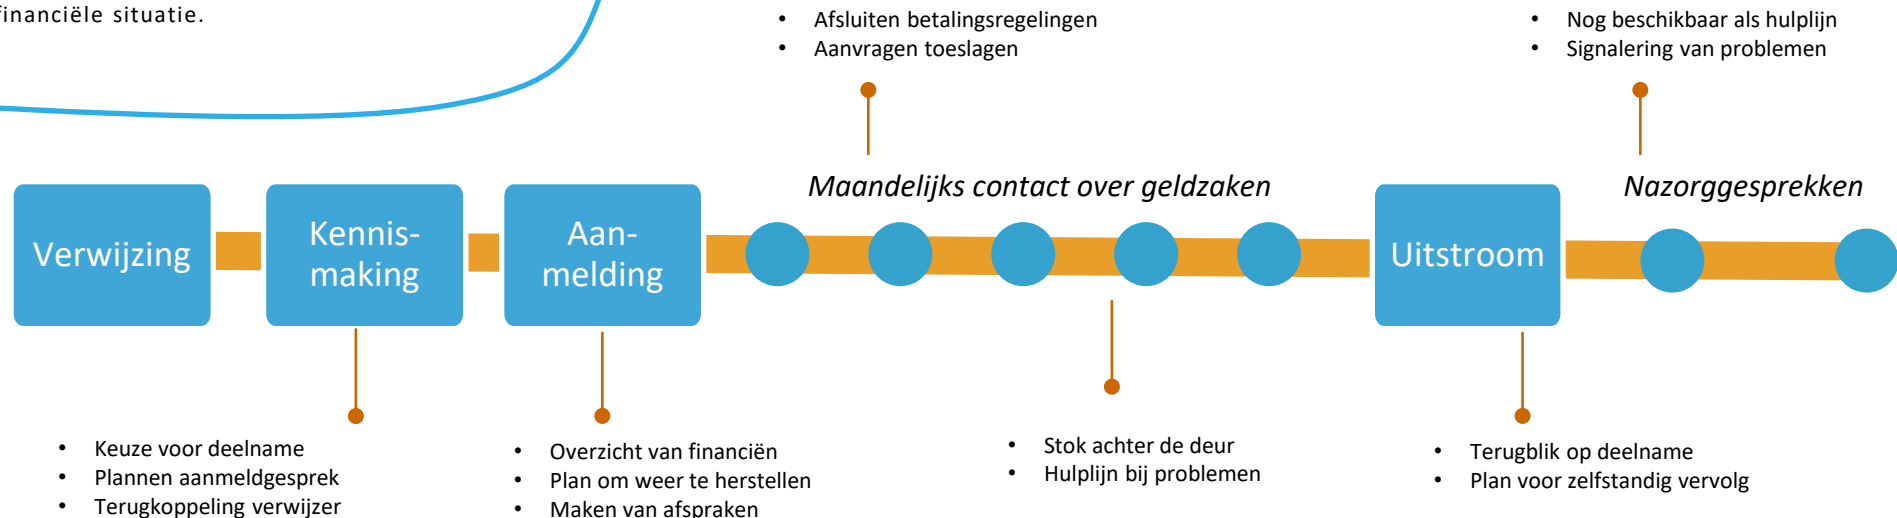 financiële situatie.
• Afsluiten betalingsregelingen
• Aanvragen toeslagen
• Nog beschikbaar als hulplijn
• Signalering van problemen
Maandelijks contact over geldzaken
Nazorggesprekken
Verwijzing
Kennis-
making
Aan-
melding
Uitstroom
• Keuze voor deelname
• Plannen aanmeldgesprek
• Terugkoppeling verwijzer
• Overzicht van financiën
• Plan om weer te herstellen
• Maken van afspraken
• Stok achter de deur
• Hulplijn bij problemen
• Terugblik op deelname
• Plan voor zelfstandig vervolg